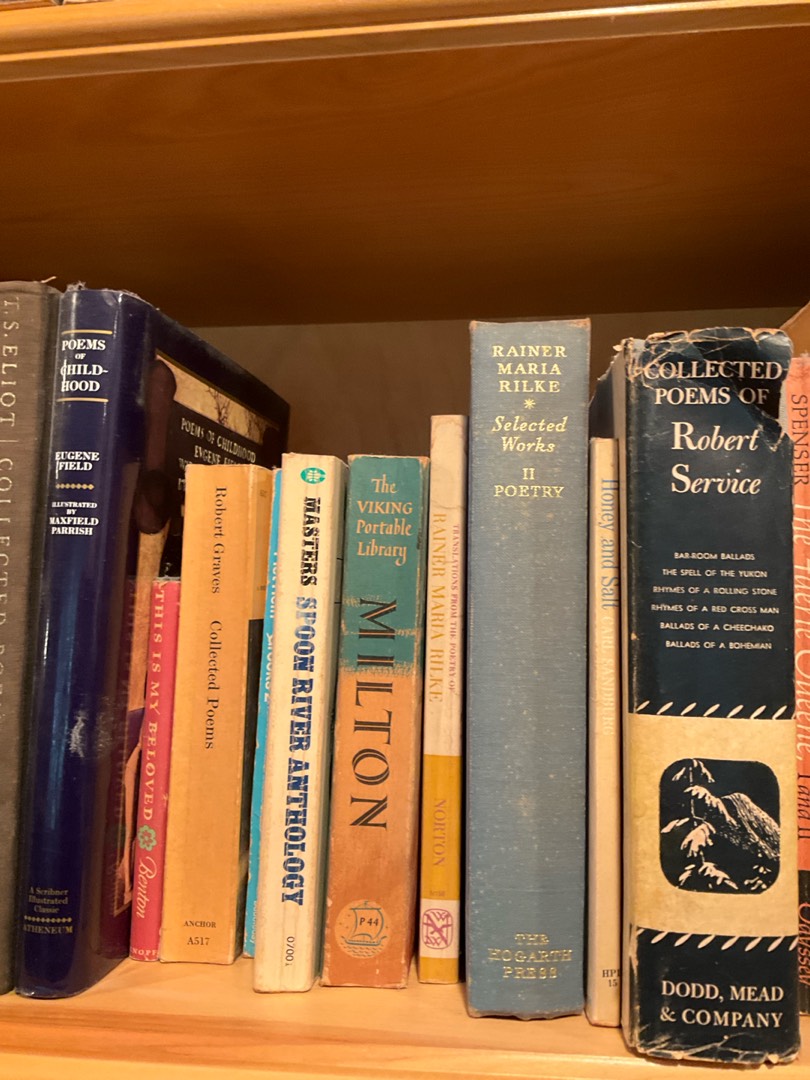 T.S. ELIOT | COLLECTED
POEMS
OF
CHILD-
HOOD
EUGENE
FIELD
ILLUSTRATED
BY
MAXFIELD
PARRISH
A Scribner
Illustrated
Classic
ATHENEUM
POEMS OF CHILDHOOD
EUGENE
THIS IS MY BELOVED
Benton
KNOPF
Robert Graves Collected Poems
ANCHOR
A517
MASTERS SPOON RIVER ANTHOLOGY
07001
The
VIKING
Portable
Library
MILTON
P 44
TRANSLATIONS FROM THE POETRY OF
RAINER MARIA RILKE
NORTON
RAINER
MARIA
RILKE
*
Selected
Works
II
POETRY
THE
HOGARTH
PRESS
Honey and Salt CARL SANDBURG
COLLECTED
POEMS OF
Robert
Service
BAR-ROOM BALLADS
THE SPELL OF THE YUKON
RHYMES OF A ROLLING STONE
RHYMES OF A RED CROSS MAN
BALLADS OF A CHEECHAKO
BALLADS OF A BOHEMIAN
DODD, MEAD
& COMPANY
SPENSER